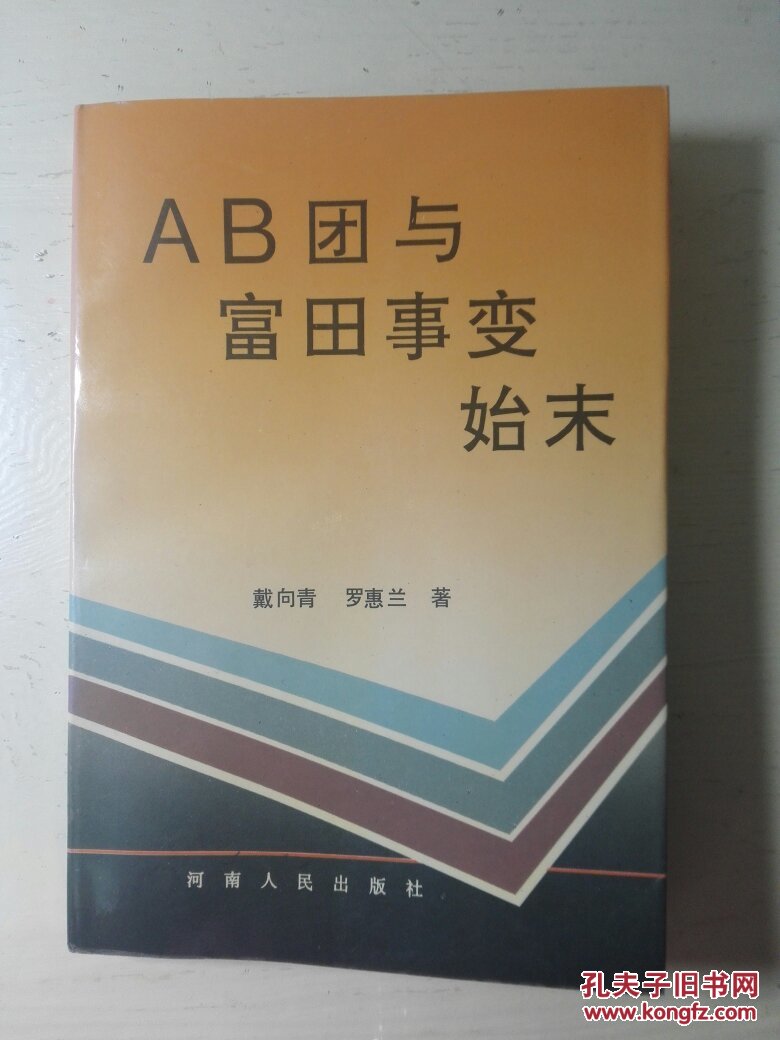 AB团与
富田事变
始末
戴向青 罗惠兰 著
河南人民出版社
孔夫子旧书网
www.kongfz.com